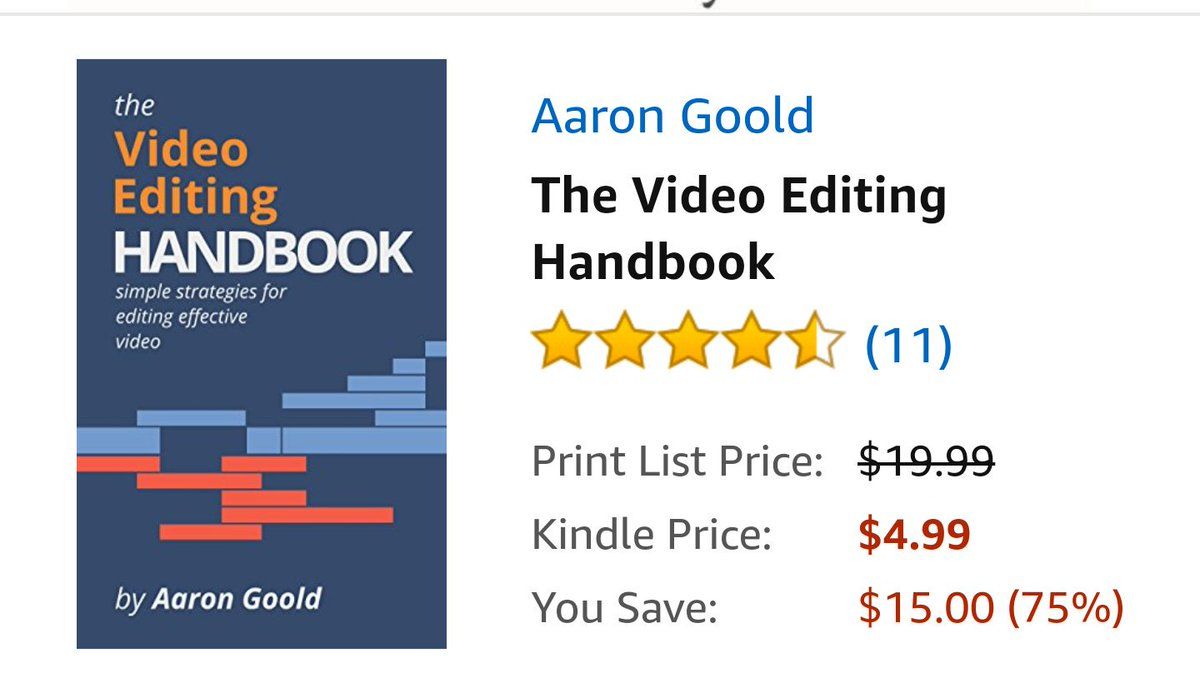 the
Video
Editing
HANDBOOK
simple strategies for
editing effective
video
by Aaron Goold
Aaron Goold
The Video Editing
Handbook
(11)
Print List Price: $19.99
Kindle Price: $4.99
You Save: $15.00 (75%)